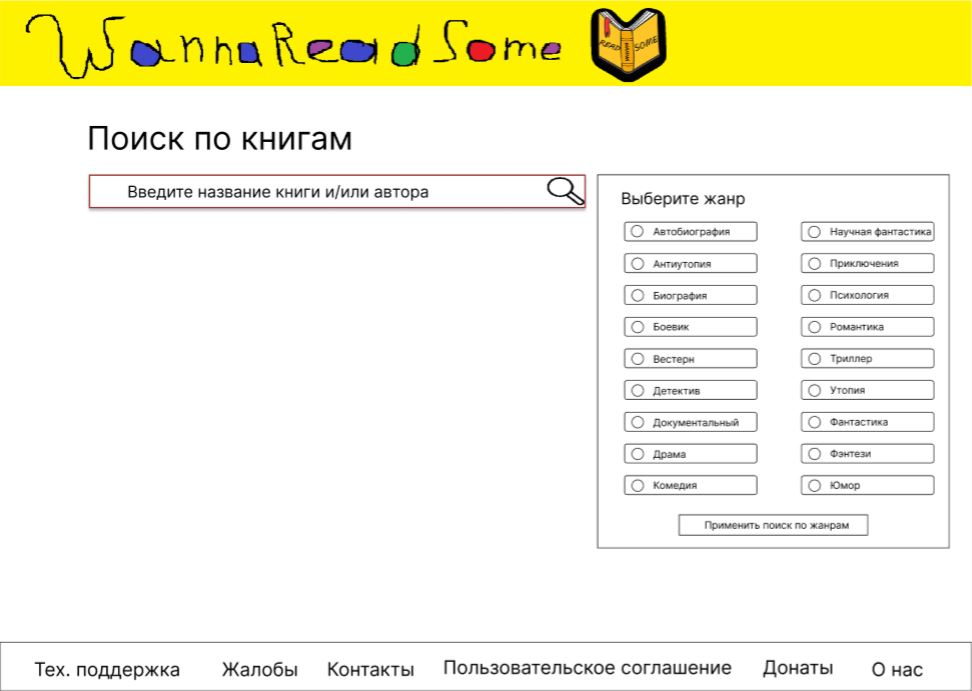 WannaReadSome
READ SOME
Поиск по книгам
Введите название книги и/или автора
Выберите жанр
Автобиография
Антиутопия
Биография
Боевик
Вестерн
Детектив
Документальный
Драма
Комедия
Научная фантастика
Приключения
Психология
Романтика
Триллер
Утопия
Фантастика
Фэнтези
Юмор
Применить поиск по жанрам
Тех. поддержка Жалобы Контакты Пользовательское соглашение Донаты О нас